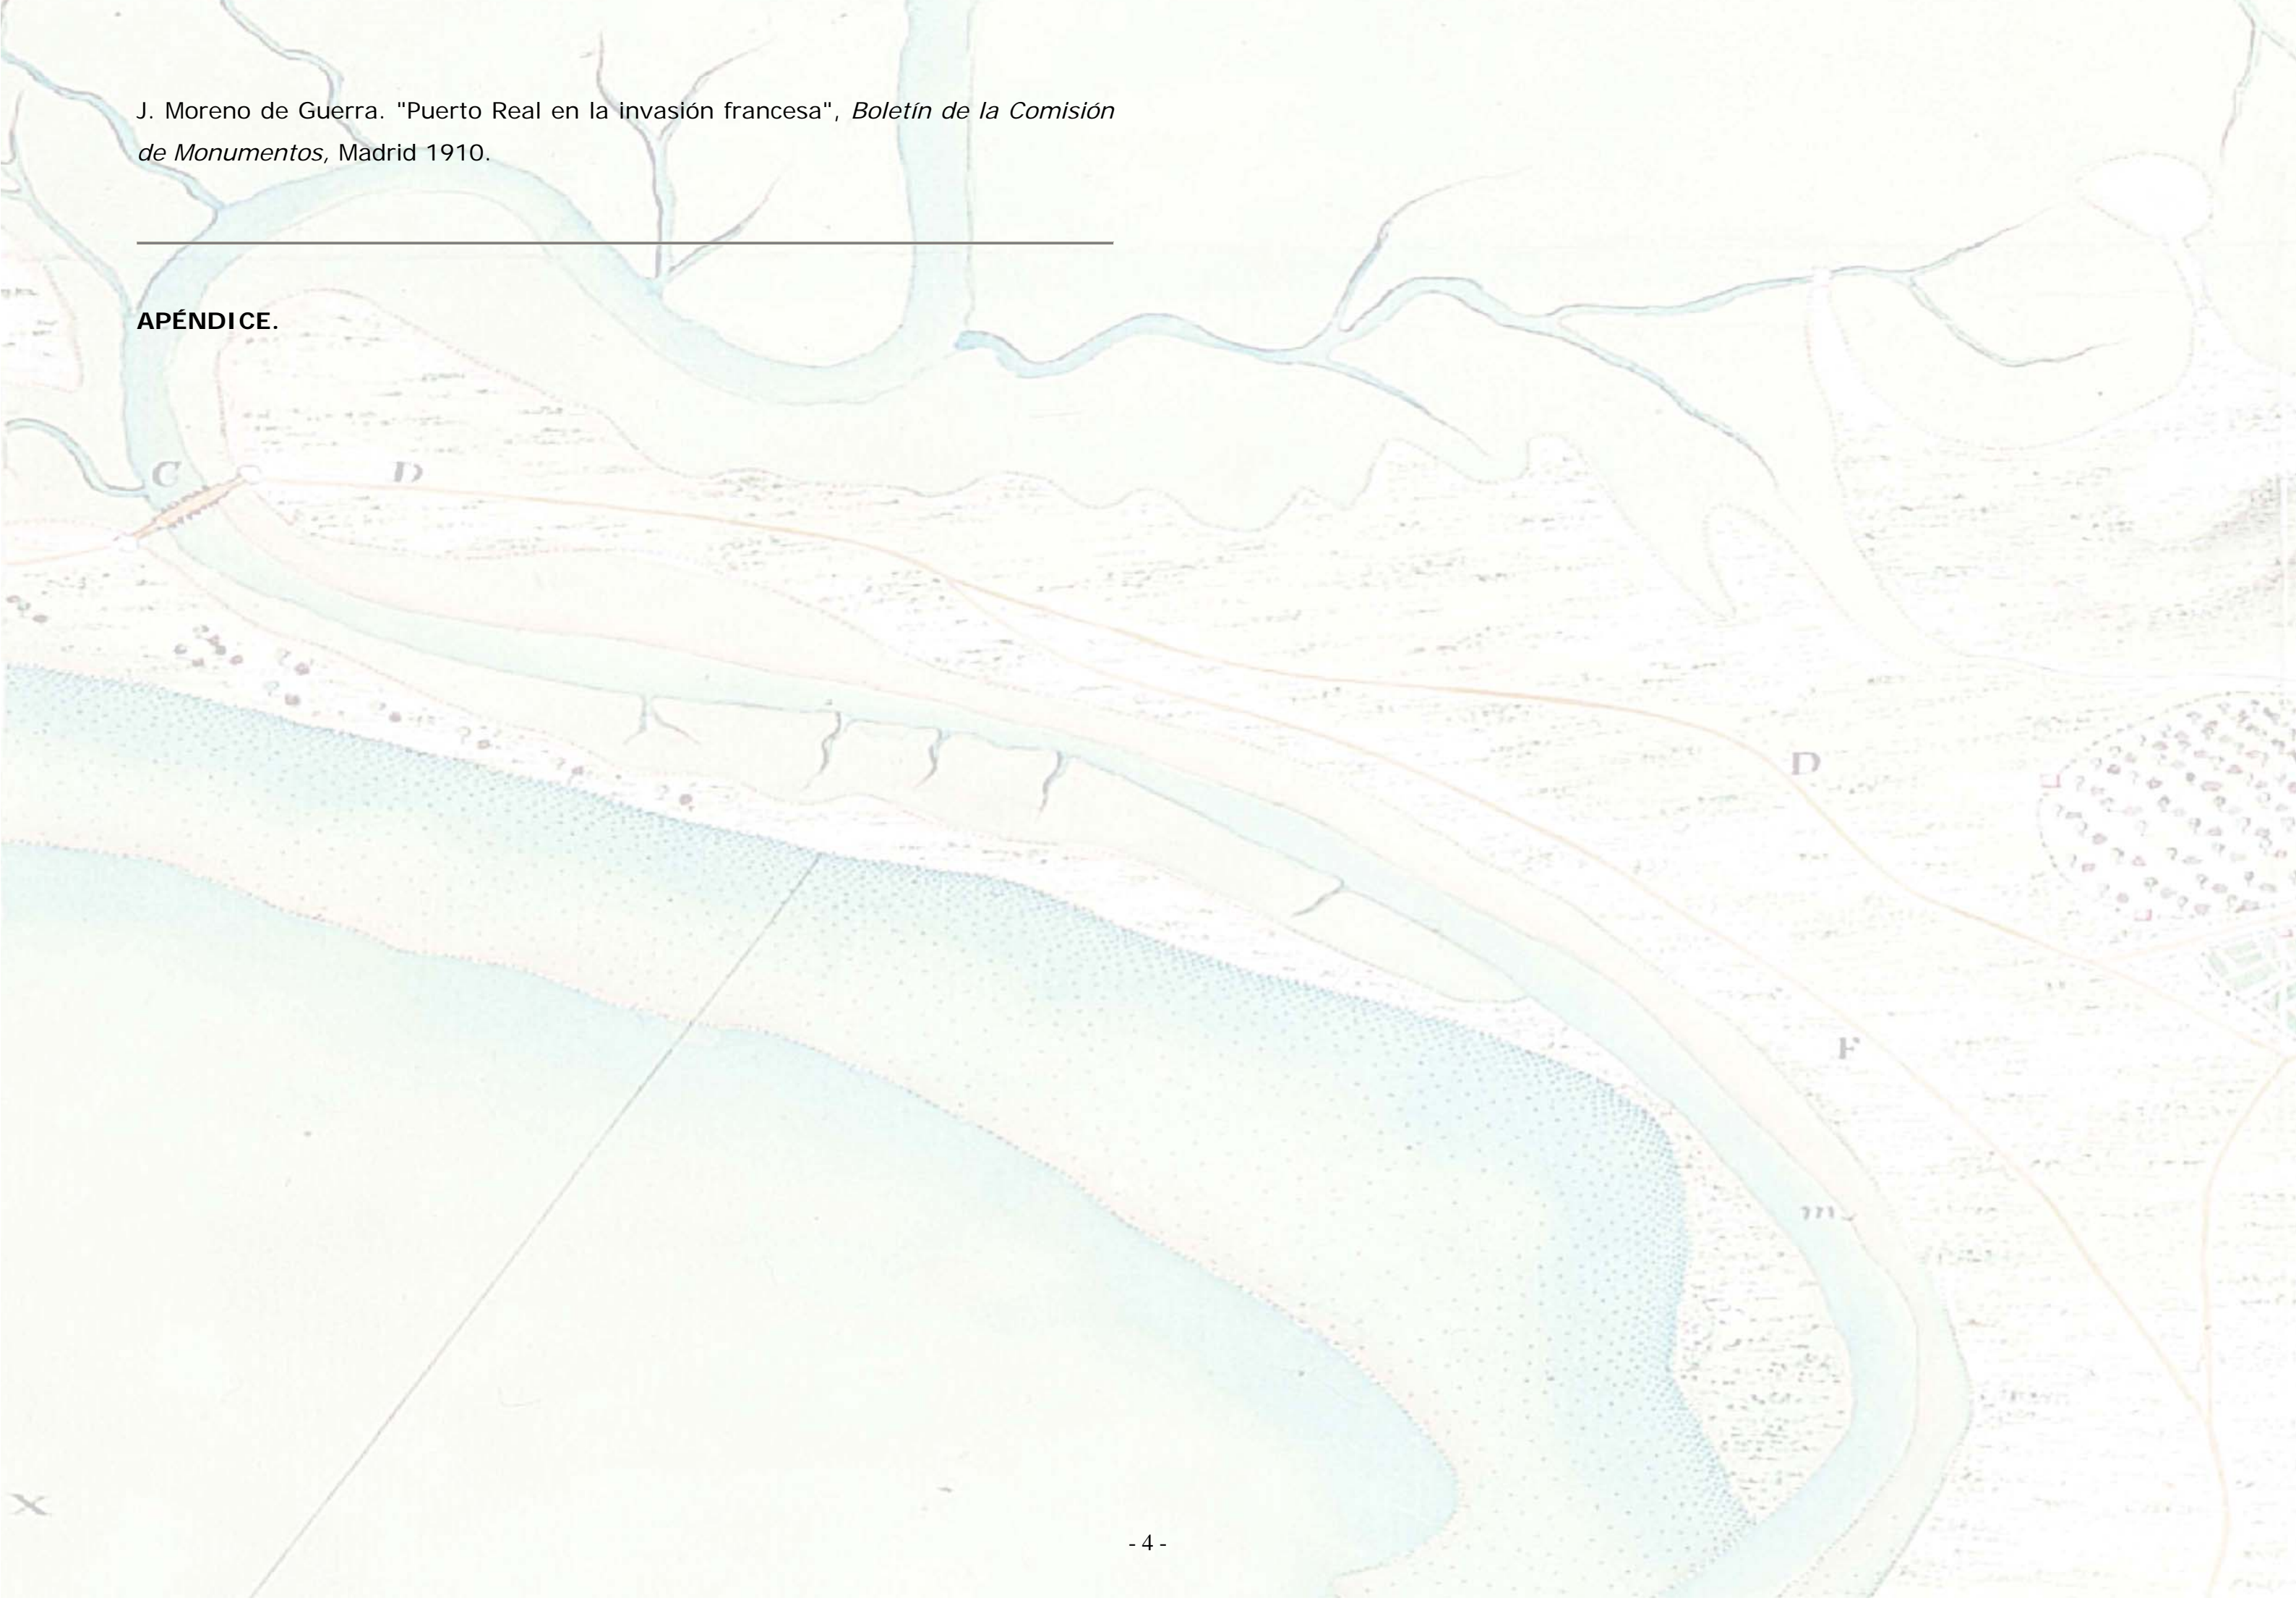 J. Moreno de Guerra. "Puerto Real en la invasión francesa", Boletín de la Comisión
de Monumentos, Madrid 1910.
APÉNDICE.
C
D
D
F
m
X
- 4 -